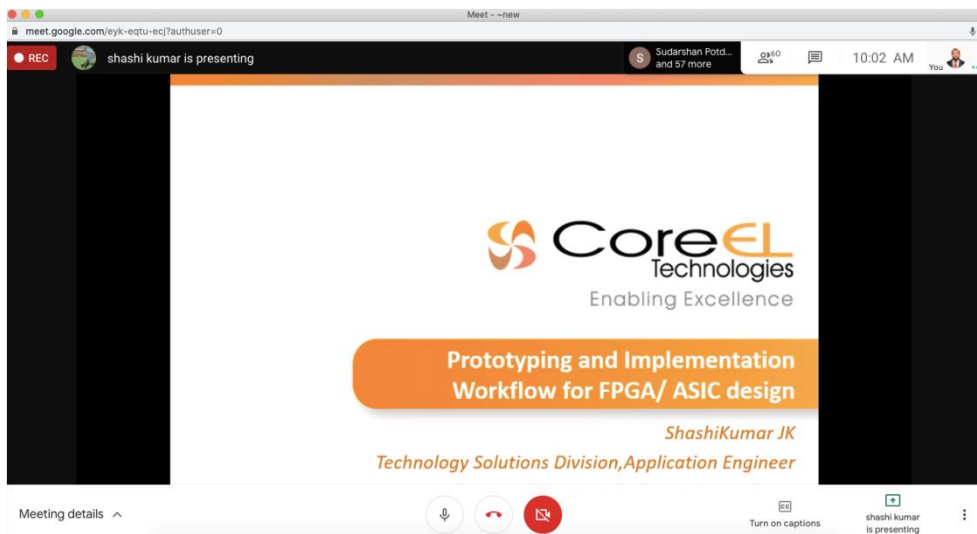 Meet - ~new
meet.google.com/eyk-eqtu-ecj?authuser=0
REC
shashi kumar is presenting
S
Sudarshan Potd...
and 57 more
60
10:02 AM
You
CoreEL
Technologies
Enabling Excellence
Prototyping and Implementation
Workflow for FPGA/ ASIC design
ShashiKumar JK
Technology Solutions Division,Application Engineer
Meeting details
CC
Turn on captions
shashi kumar
is presenting